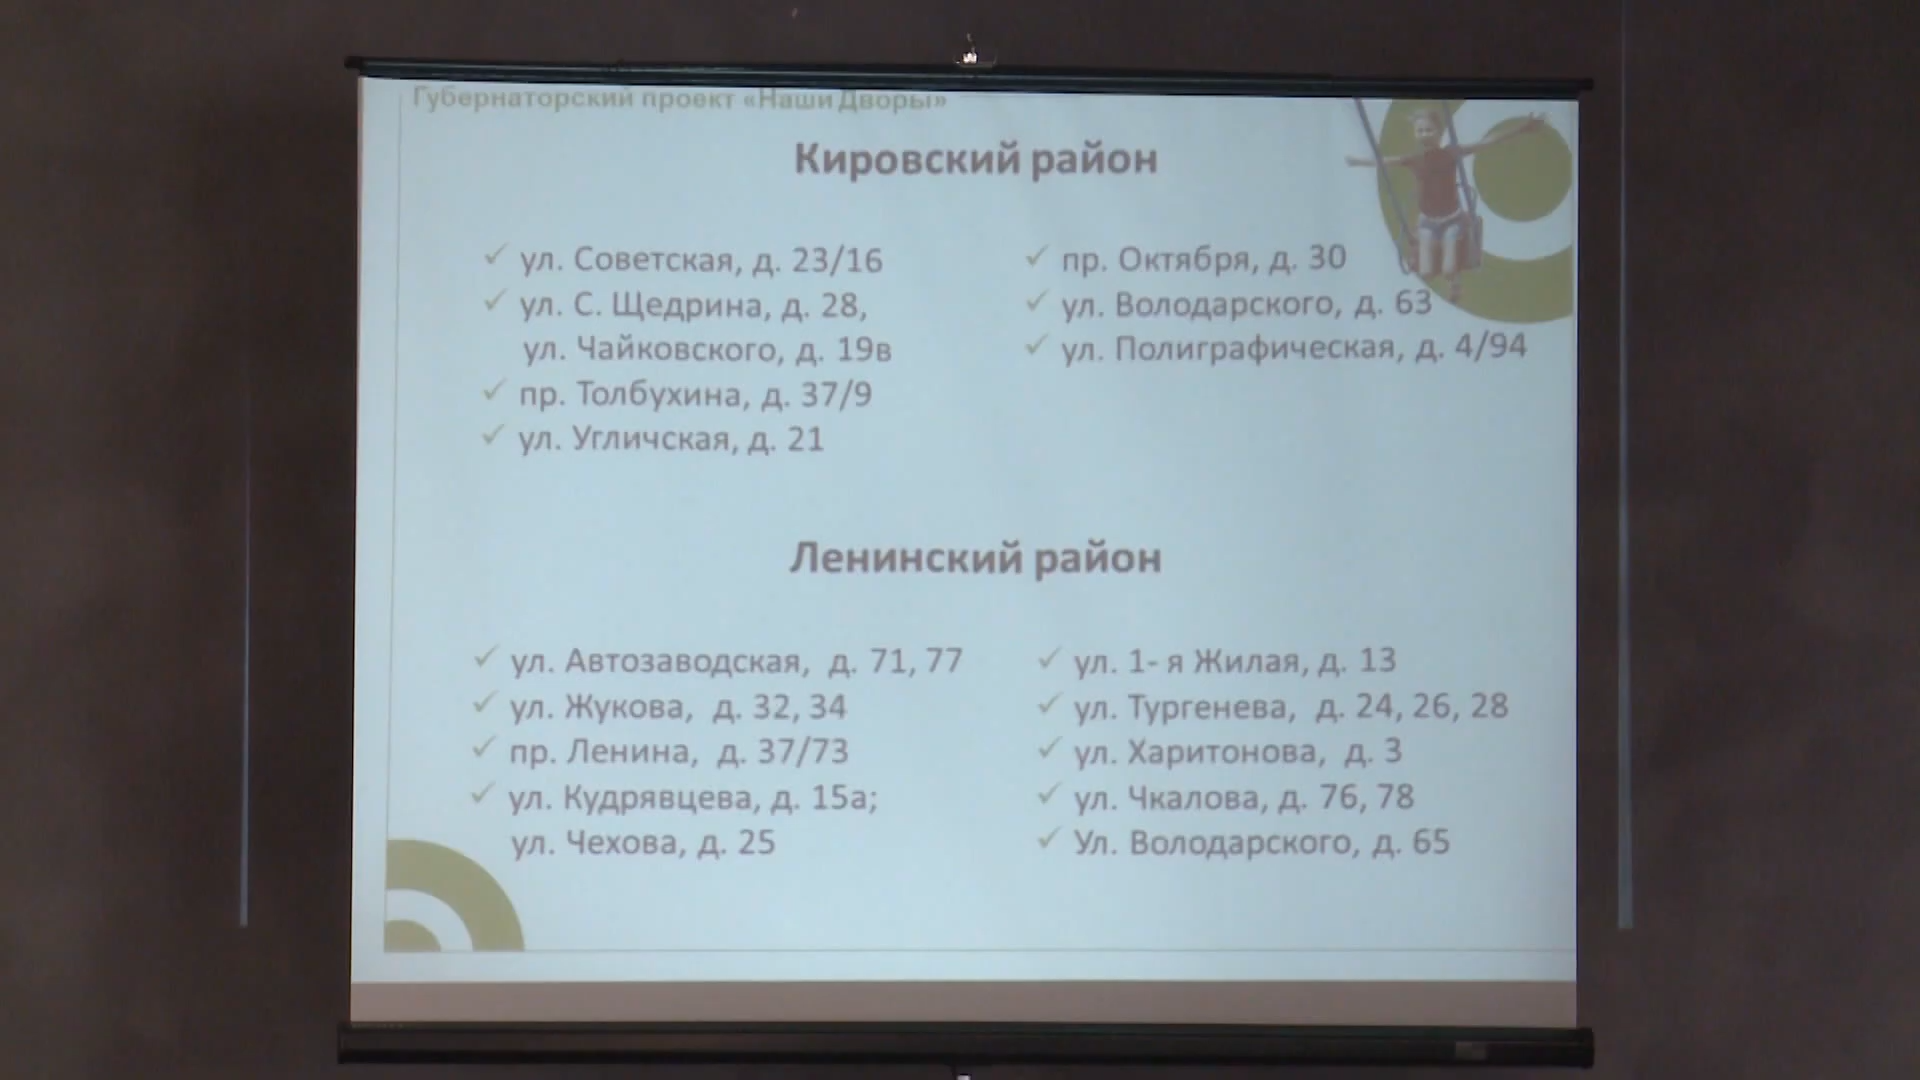 Губернаторский проект «Наши Дворы»
Кировский район
ул. Советская, д. 23/16
ул. С. Щедрина, д. 28,
ул. Чайковского, д. 19в
пр. Толбухина, д. 37/9
ул. Угличская, д. 21
пр. Октября, д. 30
ул. Володарского, д. 63
ул. Полиграфическая, д. 4/94
Ленинский район
ул. Автозаводская, д. 71, 77
ул. Жукова, д. 32, 34
пр. Ленина, д. 37/73
ул. Кудрявцева, д. 15а;
ул. Чехова, д. 25
ул. 1- я Жилая, д. 13
ул. Тургенева, д. 24, 26, 28
ул. Харитонова, д. 3
ул. Чкалова, д. 76, 78
Ул. Володарского, д. 65